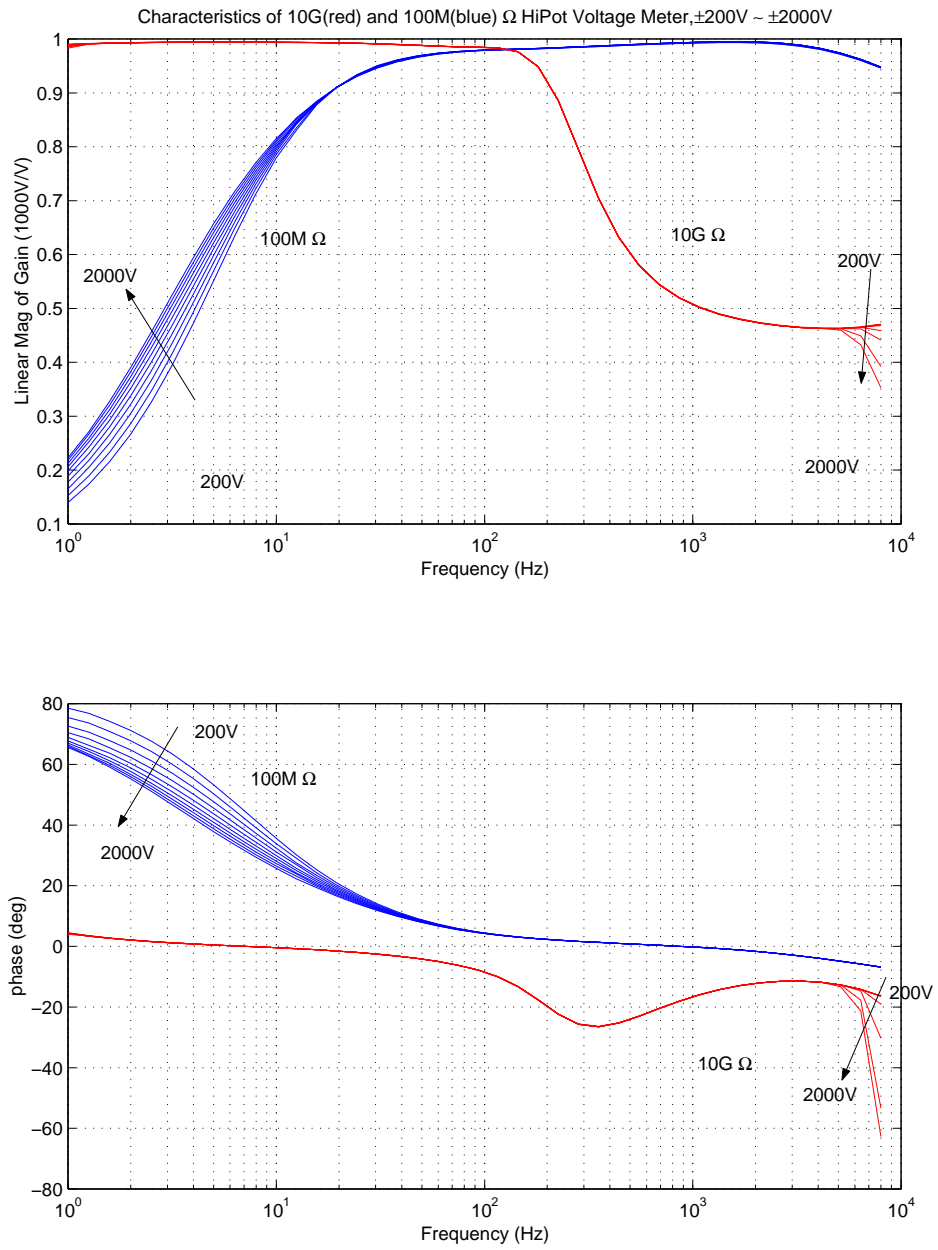 Characteristics of 10G(red) and 100M(blue) Ω HiPot Voltage Meter,±200V ~ ±2000V
Linear Mag of Gain (1000V/V)
1
0.9
0.8
0.7
0.6
0.5
0.4
0.3
0.2
0.1
100M Ω
10G Ω
2000V
200V
200V
2000V
10^0
10^1
10^2
10^3
10^4
Frequency (Hz)
phase (deg)
80
60
40
20
0
−20
−40
−60
−80
200V
100M Ω
2000V
200V
10G Ω
2000V
10^0
10^1
10^2
10^3
10^4
Frequency (Hz)